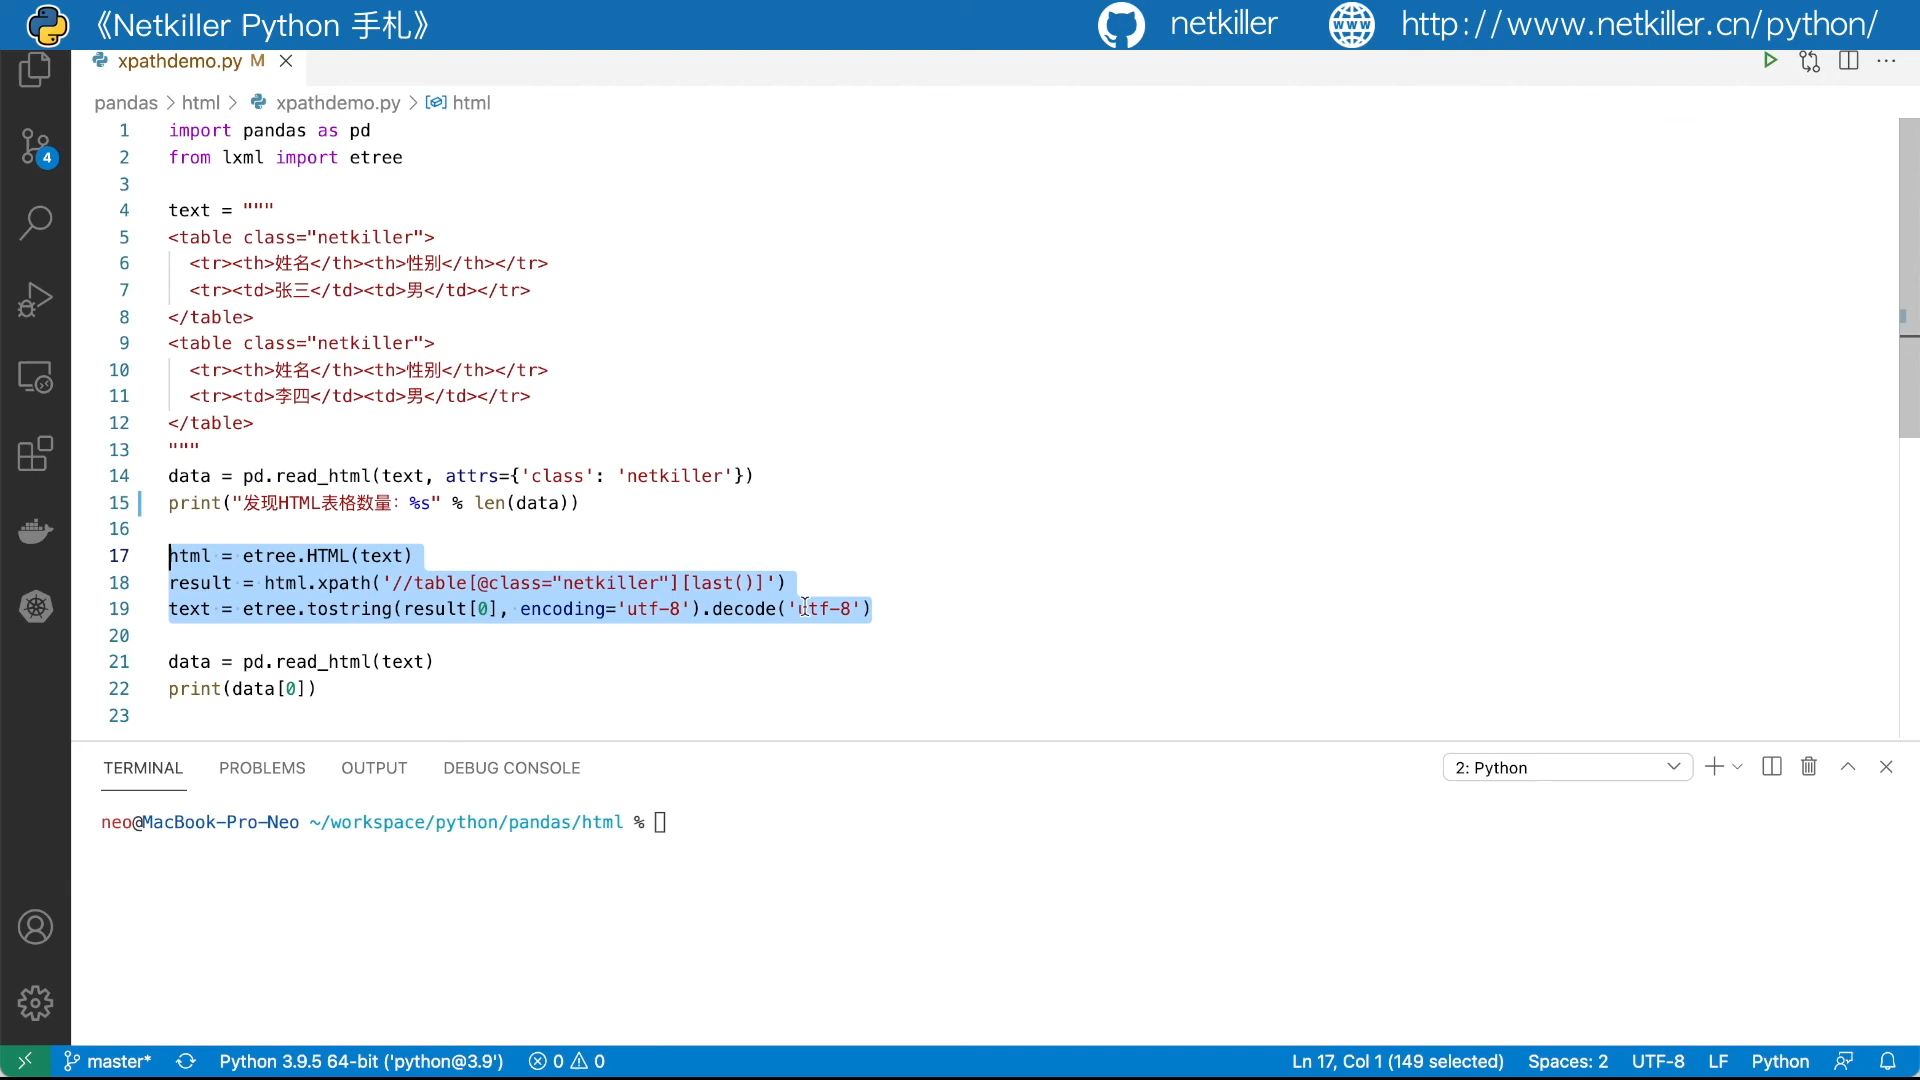 《Netkiller Python 手札》
netkiller
http://www.netkiller.cn/python/
xpathdemo.py M
pandas > html > xpathdemo.py > html
4
1 import pandas as pd
2 from lxml import etree
3
4 text = """
5 <table class="netkiller">
6 <tr><th>姓名</th><th>性别</th></tr>
7 <tr><td>张三</td><td>男</td></tr>
8 </table>
9 <table class="netkiller">
10 <tr><th>姓名</th><th>性别</th></tr>
11 <tr><td>李四</td><td>男</td></tr>
12 </table>
13 """
14 data = pd.read_html(text, attrs={'class': 'netkiller'})
15 print("发现HTML表格数量：%s" % len(data))
16
17 html = etree.HTML(text)
18 result = html.xpath('//table[@class="netkiller"][last()]')
19 text = etree.tostring(result[0], encoding='utf-8').decode('utf-8')
20
21 data = pd.read_html(text)
22 print(data[0])
23
TERMINAL PROBLEMS OUTPUT DEBUG CONSOLE
2: Python
neo@MacBook-Pro-Neo ~/workspace/python/pandas/html %
master* Python 3.9.5 64-bit ('python@3.9') 0 0
Ln 17, Col 1 (149 selected) Spaces: 2 UTF-8 LF Python